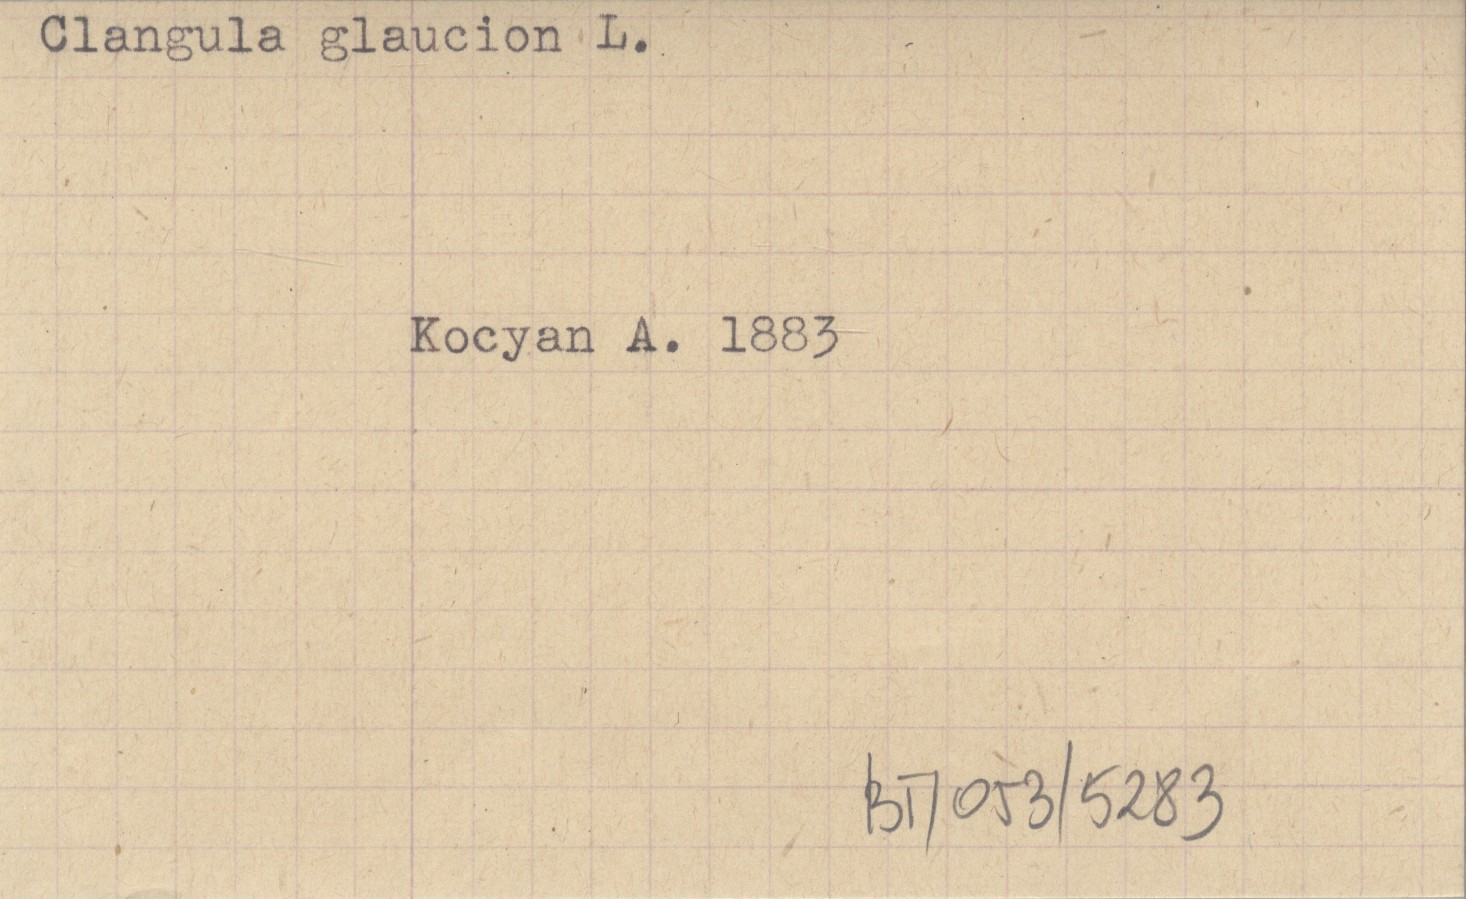 Clangula glaucion L.
Kocyan A. 1883
BT/053/5283